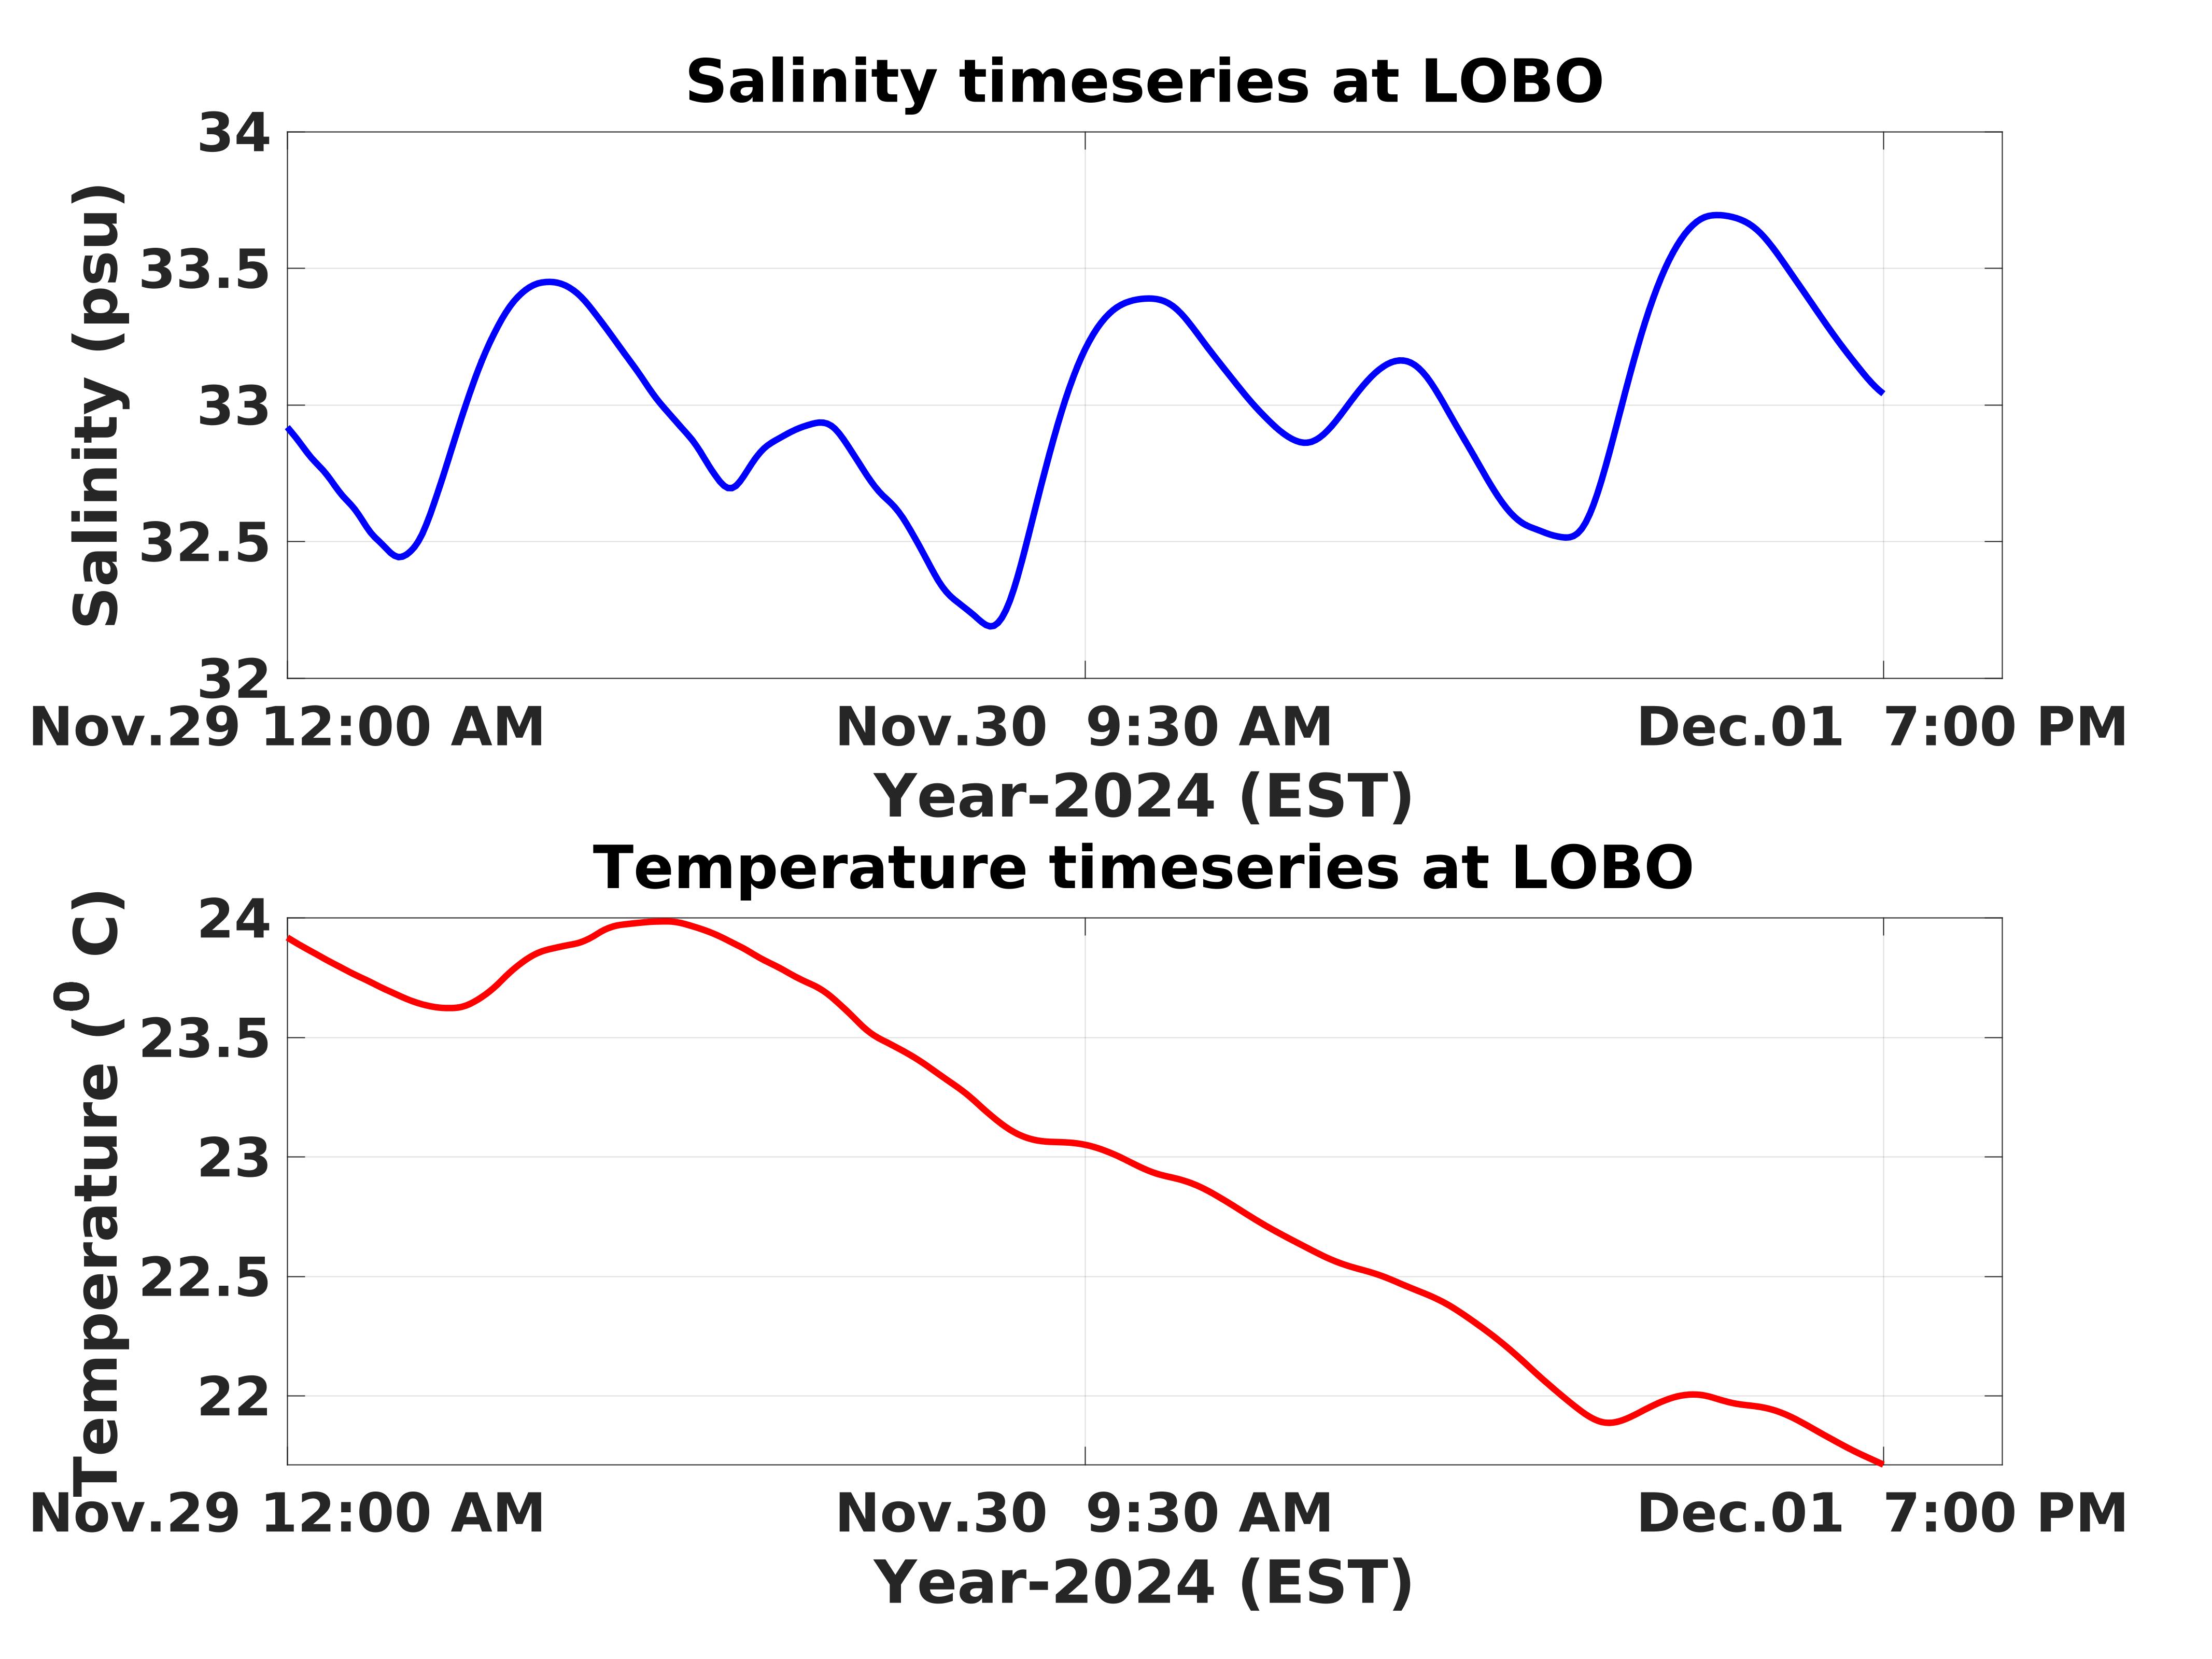 Salinity timeseries at LOBO
Salinity (psu)
34
33.5
33
32.5
32
Nov.29 12:00 AM
Nov.30  9:30 AM
Dec.01  7:00 PM
Year-2024 (EST)
Temperature timeseries at LOBO
Temperature (⁰ C)
24
23.5
23
22.5
22
Nov.29 12:00 AM
Nov.30  9:30 AM
Dec.01  7:00 PM
Year-2024 (EST)